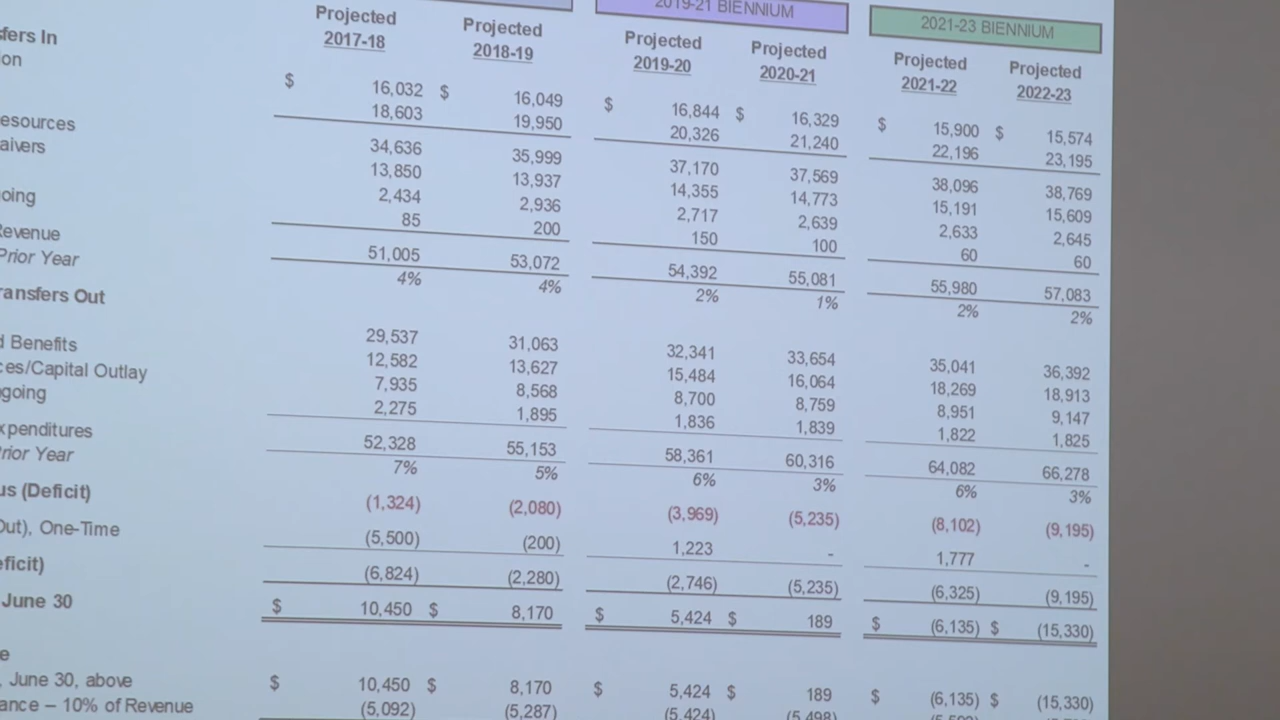 2019-21 BIENNIUM 2021-23 BIENNIUM
Projected Projected Projected Projected Projected Projected
sfers In 2017-18 2018-19 2019-20 2020-21 2021-22 2022-23
ion
$ 16,032 $ 16,049 $ 16,844 $ 16,329 $ 15,900 $ 15,574
18,603 19,950 20,326 21,240 22,196 23,195
esources 34,636 35,999 37,170 37,569 38,096 38,769
aivers 13,850 13,937 14,355 14,773 15,191 15,609
2,434 2,936 2,717 2,639 2,633 2,645
oing 85 200 150 100 60 60
Revenue 51,005 53,072 54,392 55,081 55,980 57,083
Prior Year 4% 4% 2% 1% 2% 2%
ransfers Out
d Benefits 29,537 31,063 32,341 33,654 35,041 36,392
ces/Capital Outlay 12,582 13,627 15,484 16,064 18,269 18,913
7,935 8,568 8,700 8,759 8,951 9,147
going 2,275 1,895 1,836 1,839 1,822 1,825
xpenditures 52,328 55,153 58,361 60,316 64,082 66,278
Prior Year 7% 5% 6% 3% 6% 3%
us (Deficit) (1,324) (2,080) (3,969) (5,235) (8,102) (9,195)
Out), One-Time (5,500) (200) 1,223 - 1,777 -
eficit) (6,824) (2,280) (2,746) (5,235) (6,325) (9,195)
June 30 $ 10,450 $ 8,170 $ 5,424 $ 189 $ (6,135) $ (15,330)
e
, June 30, above $ 10,450 $ 8,170 $ 5,424 $ 189 $ (6,135) $ (15,330)
ance – 10% of Revenue (5,092) (5,287) (5,424) (5,498)